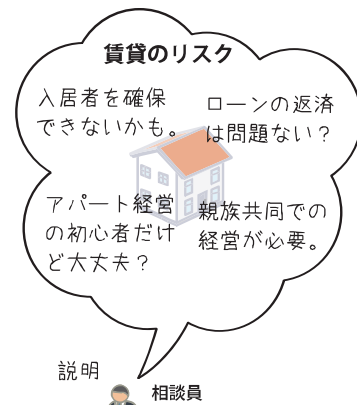 賃貸のリスク
入居者を確保
できないかも。
ローンの返済
は問題ない？
アパート経営
の初心者だけ
ど大丈夫？
親族共同での
経営が必要。
説明
相談員